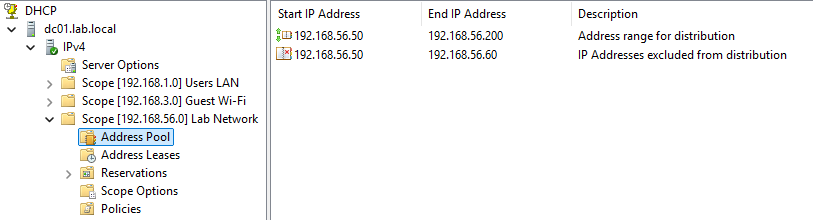 DHCP
dc01.lab.local
IPv4
Server Options
Scope [192.168.1.0] Users LAN
Scope [192.168.3.0] Guest Wi-Fi
Scope [192.168.56.0] Lab Network
Address Pool
Address Leases
Reservations
Scope Options
Policies
Start IP Address End IP Address Description
192.168.56.50 192.168.56.200 Address range for distribution
192.168.56.50 192.168.56.60 IP Addresses excluded from distribution